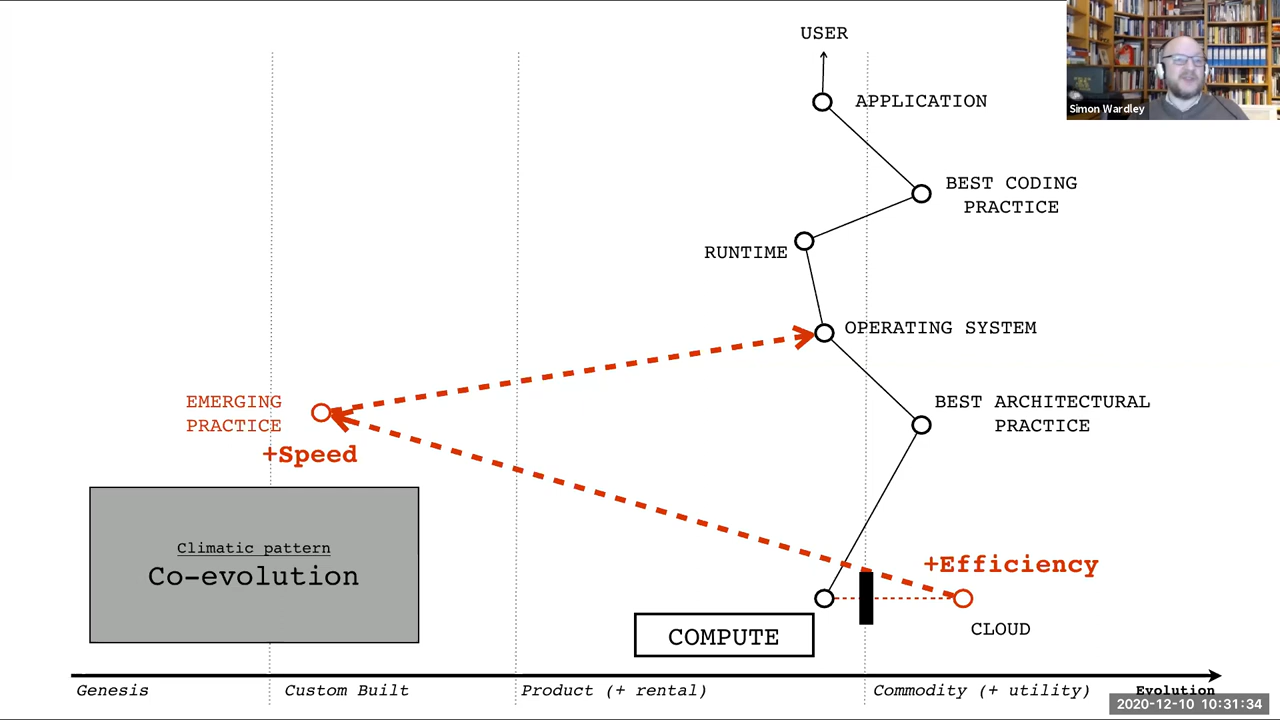 USER
APPLICATION
Simon Wardley
BEST CODING
PRACTICE
RUNTIME
OPERATING SYSTEM
EMERGING
PRACTICE
+Speed
BEST ARCHITECTURAL
PRACTICE
Climatic pattern
Co-evolution
+Efficiency
CLOUD
COMPUTE
Genesis
Custom Built
Product (+ rental)
Commodity (+ utility)
Evolution
2020-12-10 10:31:34